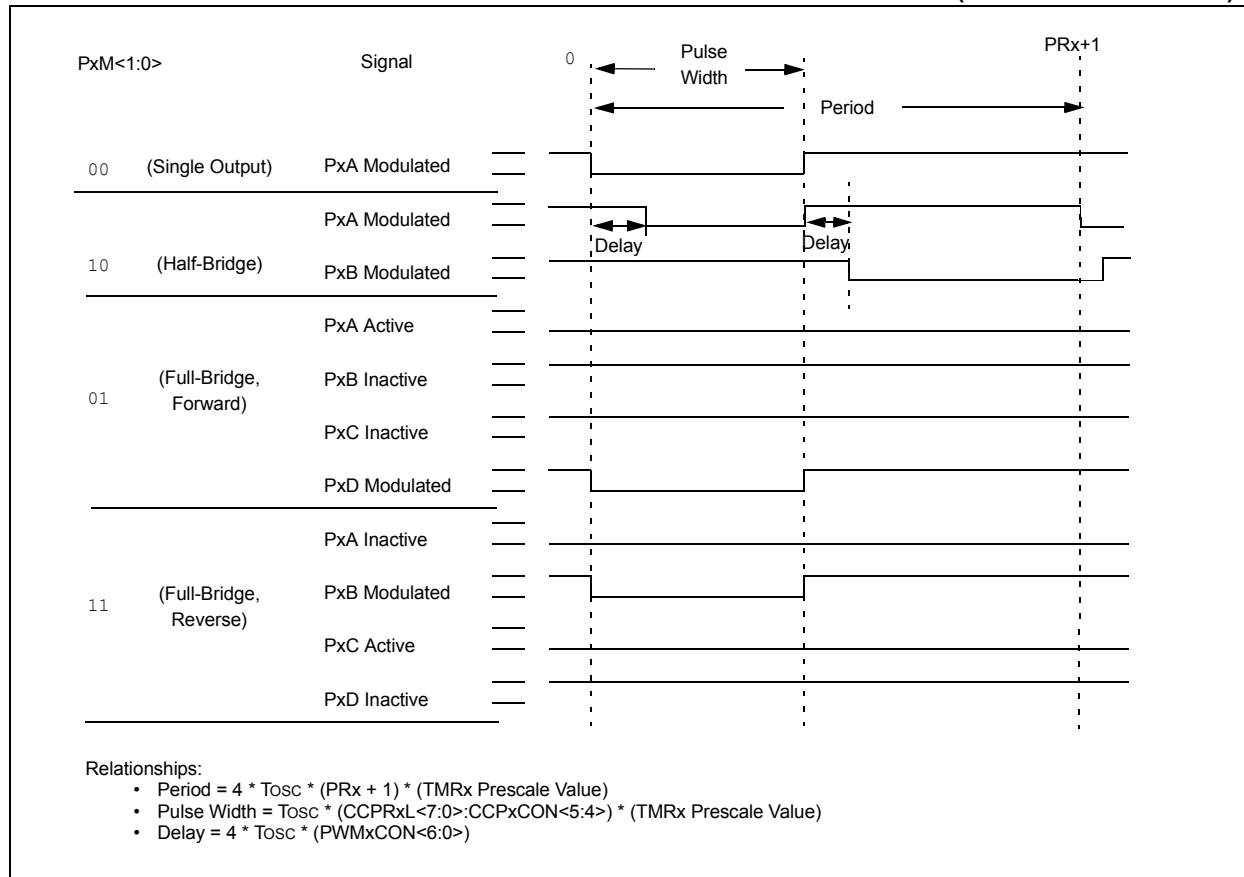 PxM<1:0>
Signal
0
Pulse
Width
PRx+1
Period
00
(Single Output)
PxA Modulated
PxA Modulated
Delay
Delay
10
(Half-Bridge)
PxB Modulated
PxA Active
(Full-Bridge,
Forward)
PxB Inactive
01
PxC Inactive
PxD Modulated
PxA Inactive
(Full-Bridge,
Reverse)
PxB Modulated
11
PxC Active
PxD Inactive
Relationships:
• Period = 4 * TOSC * (PRx + 1) * (TMRx Prescale Value)
• Pulse Width = TOSC * (CCPRxL<7:0>:CCPxCON<5:4>) * (TMRx Prescale Value)
• Delay = 4 * TOSC * (PWMxCON<6:0>)